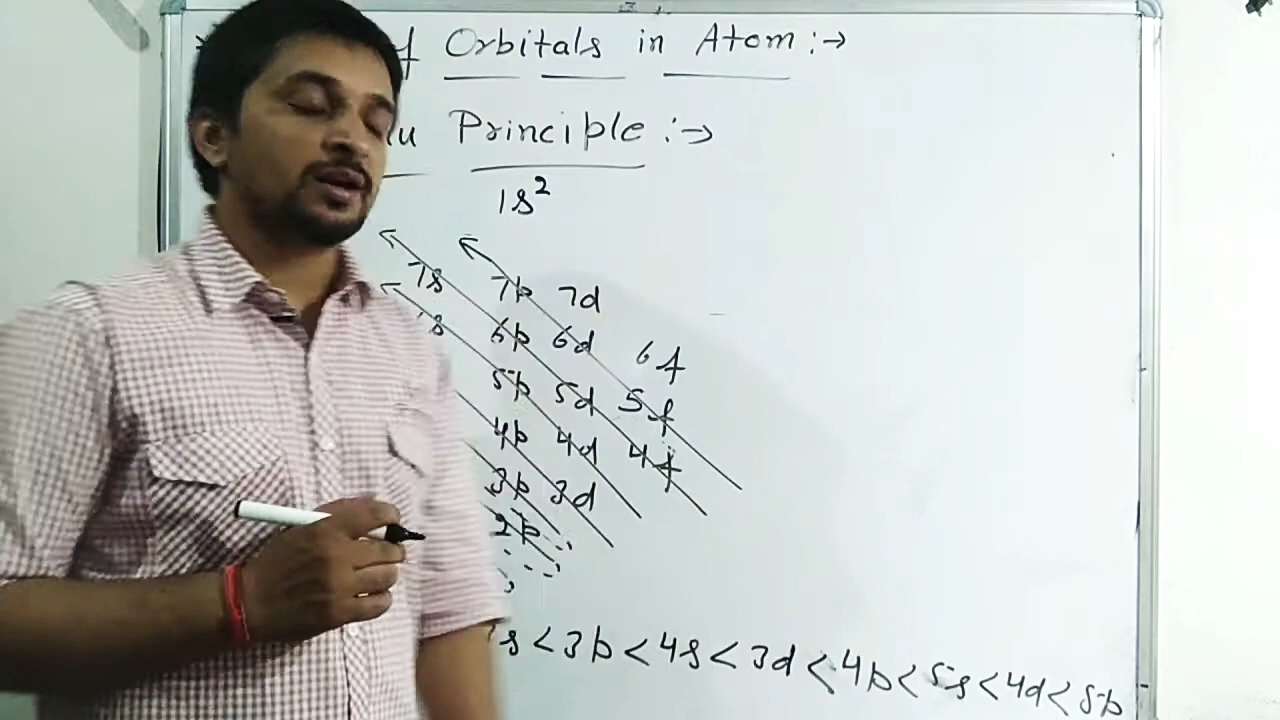 f Orbitals in Atom :→
u Principle :→
1s²
7s 7p 7d
s 6p 6d 6f
5p 5d 5f
4p 4d 4f
3p 3d
2p
s < 3p < 4s < 3d < 4p < 5s < 4d < 5p